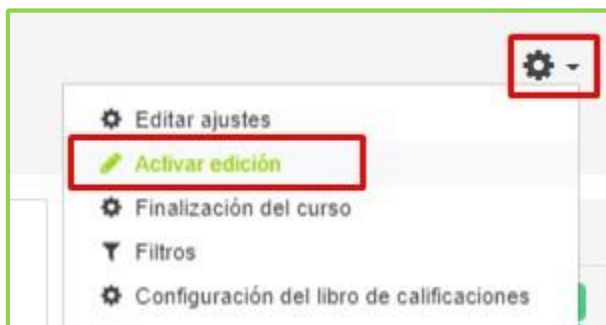 Editar ajustes
Activar edición
Finalización del curso
Filtros
Configuración del libro de calificaciones